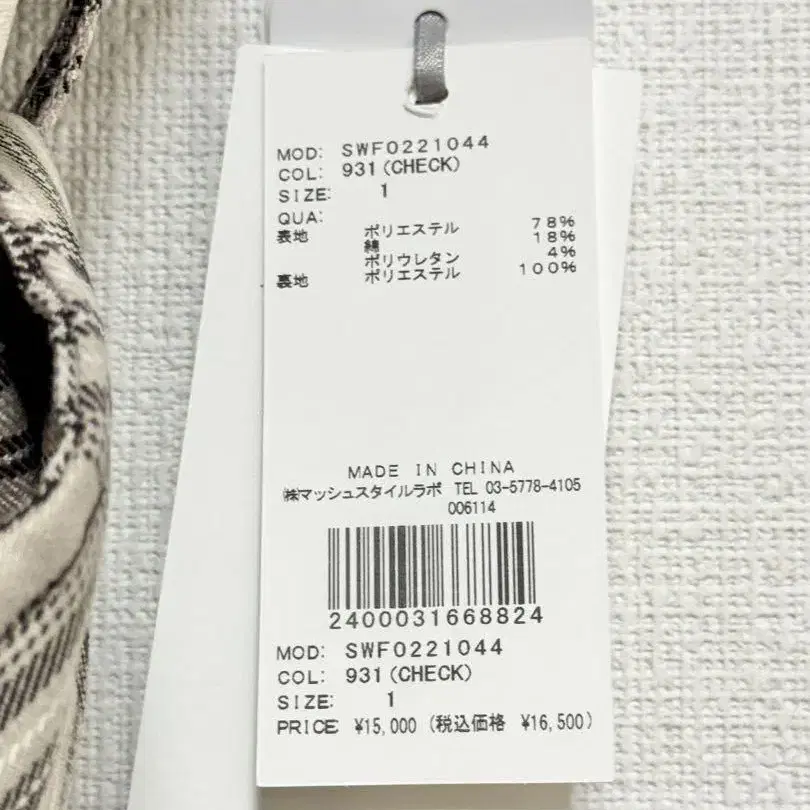 MOD: SWF0221044
COL: 931(CHECK)
SIZE: 1
QUA:
表地 ポリエステル 78%
綿 18%
ポリウレタン 4%
裏地 ポリエステル 100%
MADE IN CHINA
㈱マッシュスタイルラボ TEL 03-5778-4105
006114
2400031668824
MOD: SWF0221044
COL: 931(CHECK)
SIZE: 1
PRICE ¥15,000 (税込価格 ¥16,500)